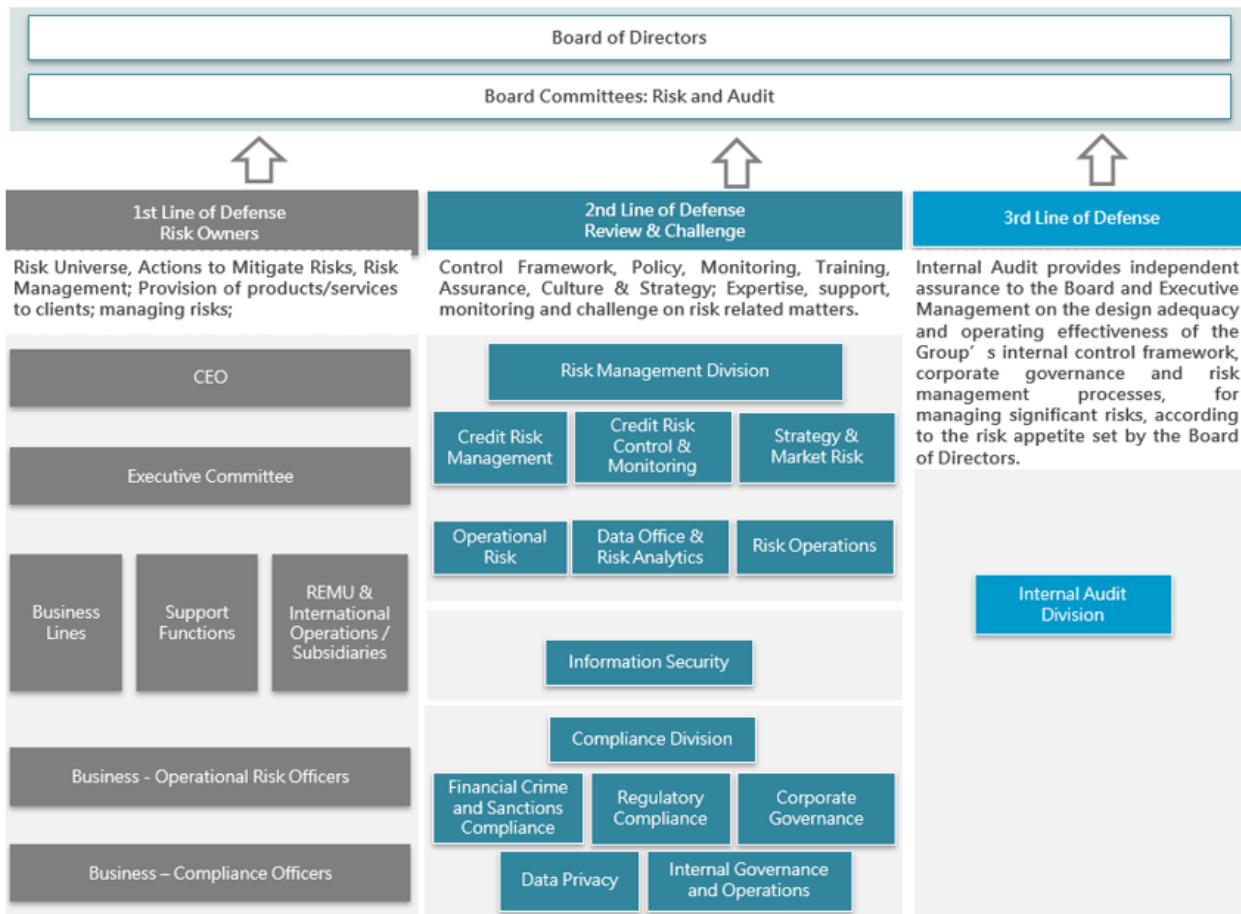 Board of Directors
Board Committees: Risk and Audit
1st Line of Defense
Risk Owners
Risk Universe, Actions to Mitigate Risks, Risk
Management; Provision of products/services
to clients; managing risks;
CEO
Executive Committee
Business
Lines
Support
Functions
REMU &
International
Operations /
Subsidiaries
Business - Operational Risk Officers
Business – Compliance Officers
2nd Line of Defense
Review & Challenge
Control Framework, Policy, Monitoring, Training,
Assurance, Culture & Strategy; Expertise, support,
monitoring and challenge on risk related matters.
Risk Management Division
Credit Risk
Management
Credit Risk
Control &
Monitoring
Strategy &
Market Risk
Operational
Risk
Data Office &
Risk Analytics
Risk Operations
Information Security
Compliance Division
Financial Crime
and Sanctions
Compliance
Regulatory
Compliance
Corporate
Governance
Data Privacy
Internal Governance
and Operations
3rd Line of Defense
Internal Audit provides independent
assurance to the Board and Executive
Management on the design adequacy
and operating effectiveness of the
Group's internal control framework,
corporate governance and risk
management processes, for
managing significant risks, according
to the risk appetite set by the Board
of Directors.
Internal Audit
Division